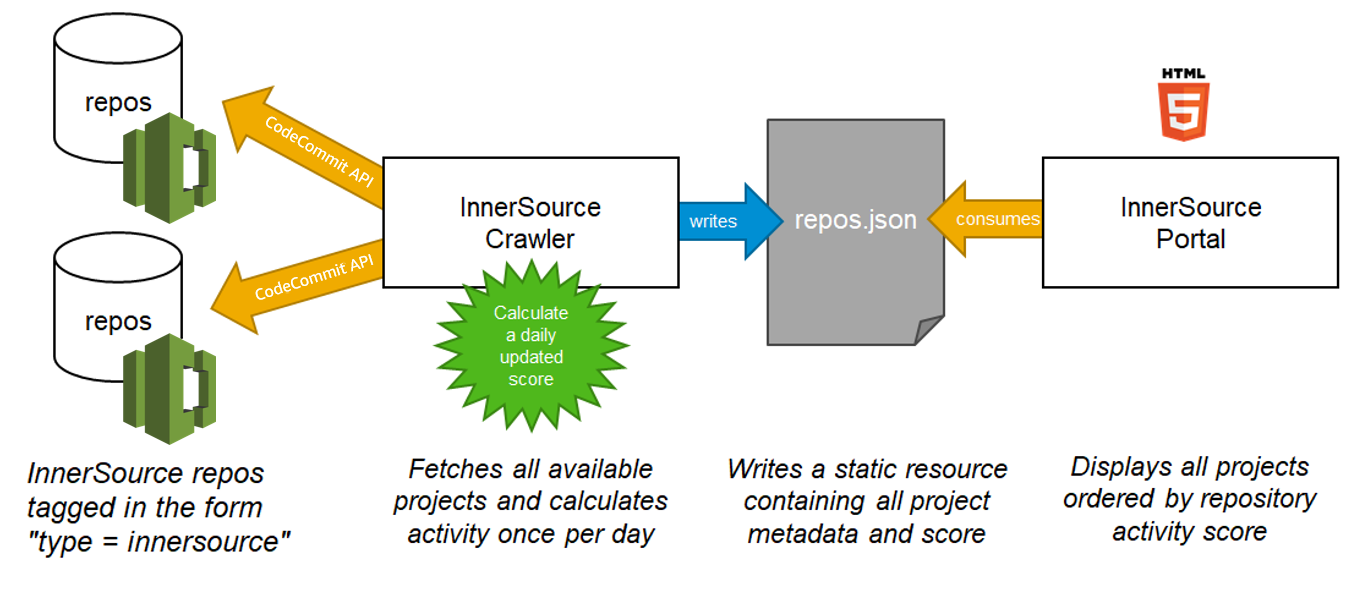 repos
CodeCommit API
InnerSource
Crawler
writes
repos.json
consumes
HTML
5
InnerSource
Portal
CodeCommit API
repos
Calculate
a daily
updated
score
InnerSource repos
tagged in the form
"type = innersource"
Fetches all available
projects and calculates
activity once per day
Writes a static resource
containing all project
metadata and score
Displays all projects
ordered by repository
activity score